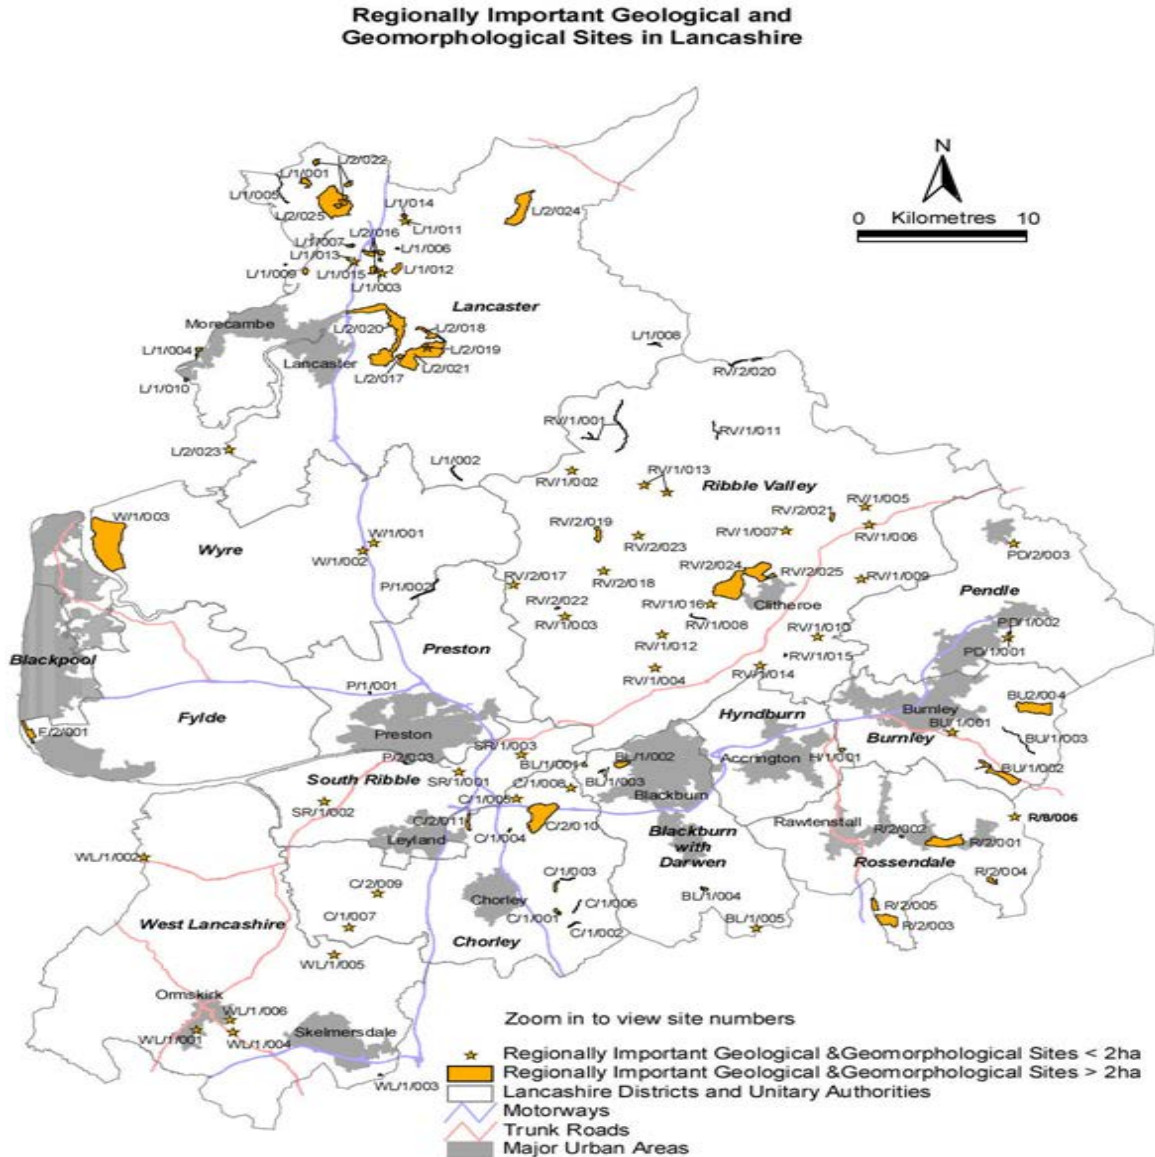 Regionally Important Geological and
Geomorphological Sites in Lancashire
N
0 Kilometres 10
L/2/022
L/1/001
L/1/005
L/2/025
L/1/014
L/1/011
L/2/024
L/2/016
L/1/007
L/1/006
L/1/013
L/1/009
L/1/015
L/1/012
L/1/003
Lancaster
Morecambe
L/2/020
L/2/018
L/2/019
L/1/004
Lancaster
L/2/017
L/2/021
L/1/010
L/1/008
RV/2/020
RV/1/001
RV/1/011
L/2/023
L/1/002
RV/1/002
RV/1/013
Ribble Valley
W/1/003
RV/1/005
RV/2/021
RV/2/019
RV/1/007
RV/1/006
W/1/001
Wyre
W/1/002
RV/2/023
PD/2/003
RV/2/024
RV/2/025
RV/2/017
RV/2/018
RV/1/009
P/1/002
Pendle
RV/2/022
RV/1/016
Clitheroe
RV/1/003
RV/1/008
PD/1/002
RV/1/010
RV/1/012
Preston
PD/1/001
Blackpool
RV/1/015
RV/1/004
RV/1/014
P/1/001
BU2/004
Burnley
Fylde
Hyndburn
BU/1/001
F/2/001
Preston
Burnley
BU/1/003
SR/1/003
P/2/003
BL/1/001
BL/1/002
Accrington
H/1/001
BU/1/002
South Ribble
SR/1/001
C/1/008
BL/1/003
Blackburn
C/1/005
SR/1/002
R/8/006
C/2/011
C/2/010
Rawtenstall
R/2/002
Leyland
C/1/004
Blackburn
with
Darwen
R/2/001
WL/1/002
Rossendale
C/1/003
R/2/004
C/2/009
BL/1/004
Chorley
C/1/006
R/2/005
C/1/007
C/1/001
BL/1/005
West Lancashire
C/1/002
R/2/003
Chorley
WL/1/005
Ormskirk
WL/1/006
Skelmersdale
WL/1/001
WL/1/004
WL/1/003
Zoom in to view site numbers
Regionally Important Geological &Geomorphological Sites < 2ha
Regionally Important Geological &Geomorphological Sites > 2ha
Lancashire Districts and Unitary Authorities
Motorways
Trunk Roads
Major Urban Areas